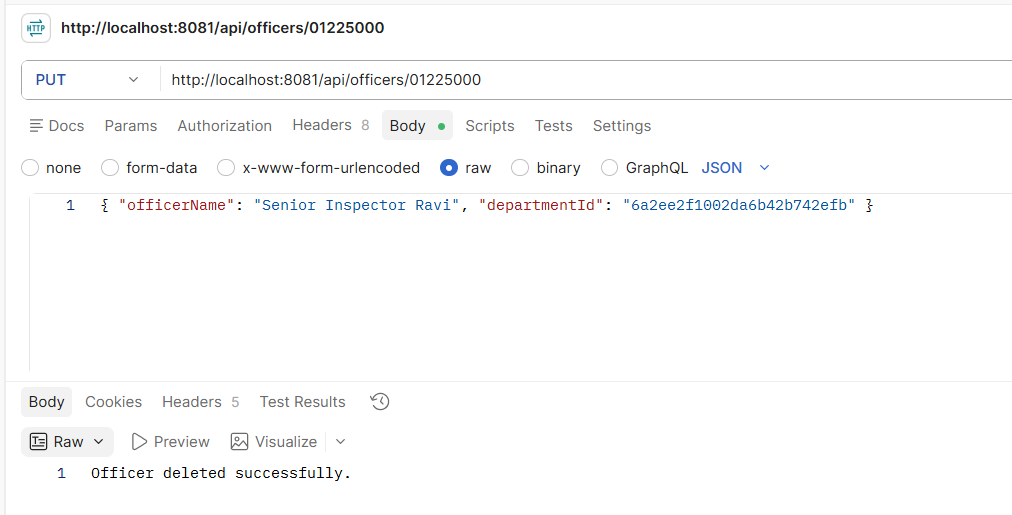 HTTP http://localhost:8081/api/officers/01225000
PUT http://localhost:8081/api/officers/01225000
Docs Params Authorization Headers 8 Body Scripts Tests Settings
none form-data x-www-form-urlencoded raw binary GraphQL JSON
1 { "officerName": "Senior Inspector Ravi", "departmentId": "6a2ee2f1002da6b42b742efb" }
Body Cookies Headers 5 Test Results
Raw Preview Visualize
1 Officer deleted successfully.